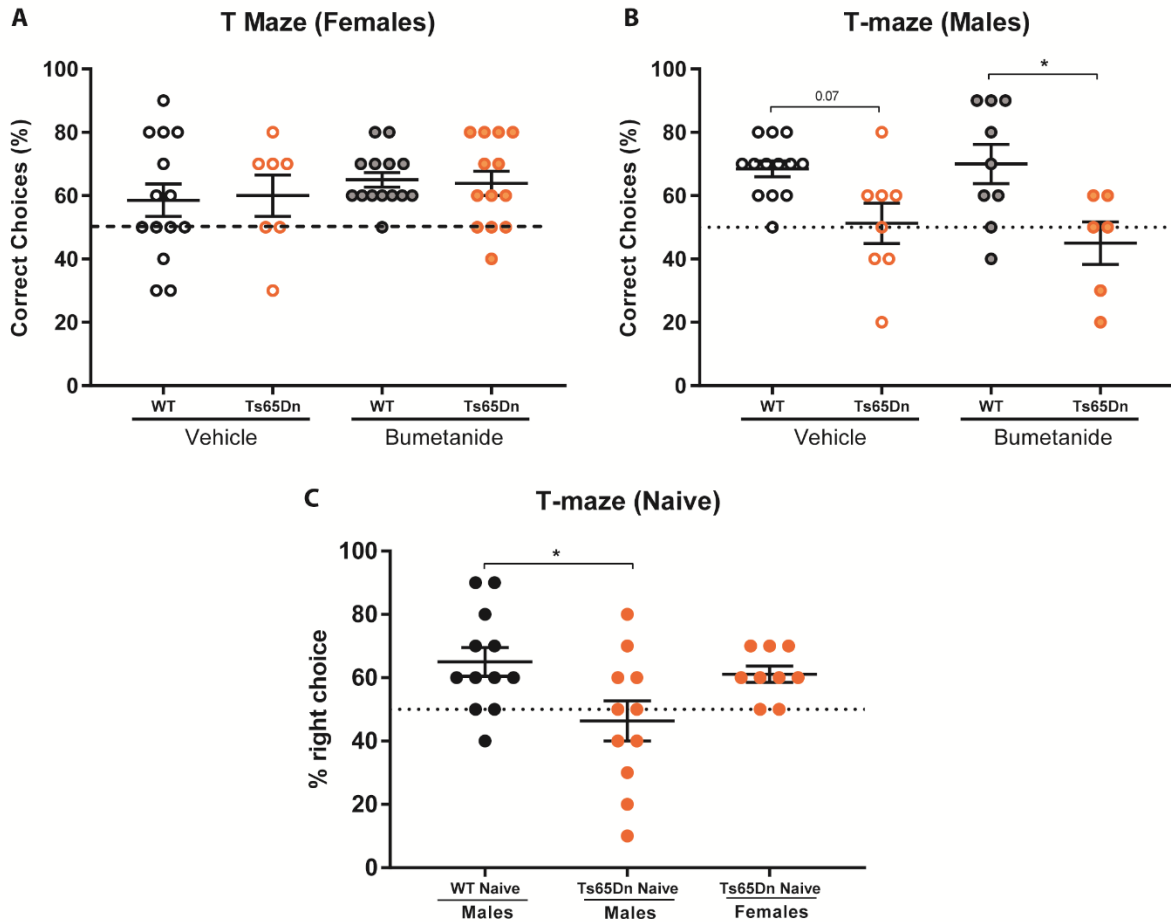 A
T Maze (Females)
Correct Choices (%)
100
80
60
40
20
0
WT
Ts65Dn
WT
Ts65Dn
Vehicle
Bumetanide
B
T-maze (Males)
Correct Choices (%)
100
80
60
40
20
0
0.07
*
WT
Ts65Dn
WT
Ts65Dn
Vehicle
Bumetanide
C
T-maze (Naive)
% right choice
100
80
60
40
20
0
*
WT Naive
Ts65Dn Naive
Ts65Dn Naive
Males
Males
Females